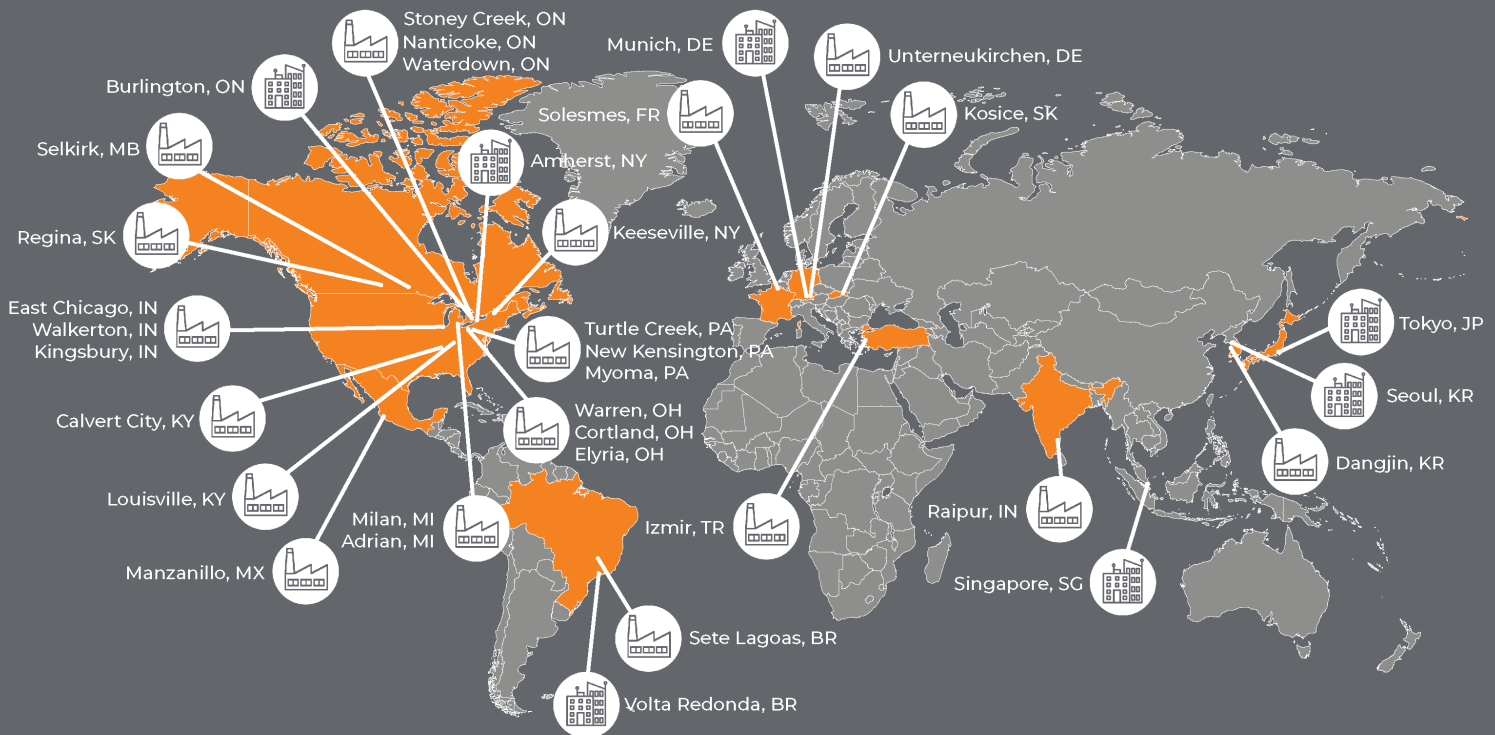 Stoney Creek, ON
Nanticoke, ON
Waterdown, ON
Munich, DE
Unterneukirchen, DE
Burlington, ON
Solesmes, FR
Kosice, SK
Selkirk, MB
Amherst, NY
Regina, SK
Keeseville, NY
East Chicago, IN
Walkerton, IN
Kingsbury, IN
Turtle Creek, PA
New Kensington, PA
Myoma, PA
Tokyo, JP
Seoul, KR
Calvert City, KY
Warren, OH
Cortland, OH
Elyria, OH
Dangjin, KR
Louisville, KY
Milan, MI
Adrian, MI
Izmir, TR
Raipur, IN
Manzanillo, MX
Singapore, SG
Sete Lagoas, BR
Volta Redonda, BR